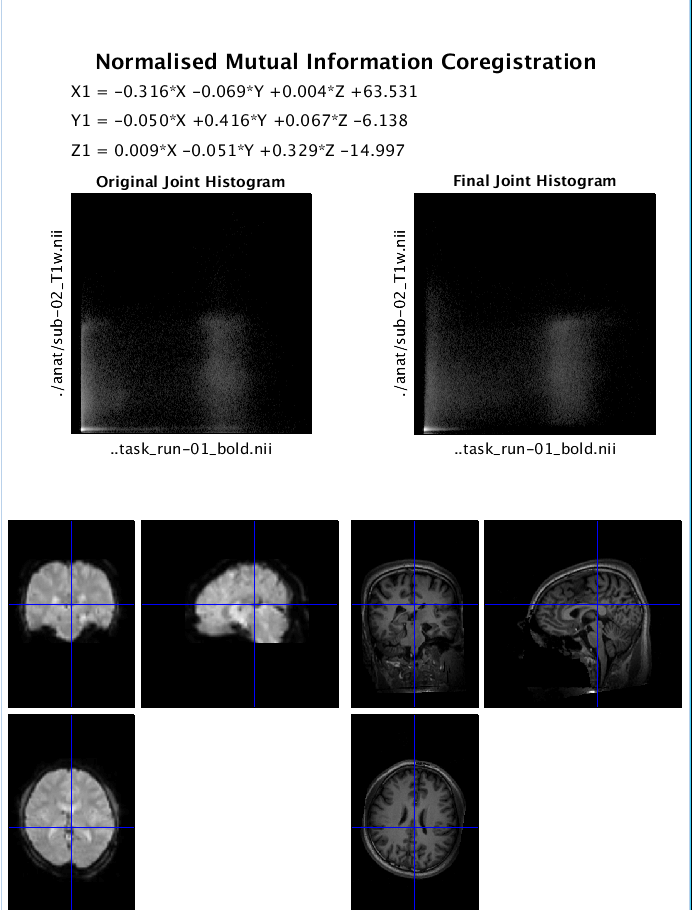 Normalised Mutual Information Coregistration
X1 = −0.316*X −0.069*Y +0.004*Z +63.531
Y1 = −0.050*X +0.416*Y +0.067*Z −6.138
Z1 = 0.009*X −0.051*Y +0.329*Z −14.997
Original Joint Histogram
./anat/sub−02_T1w.nii
..task_run−01_bold.nii
Final Joint Histogram
./anat/sub−02_T1w.nii
..task_run−01_bold.nii